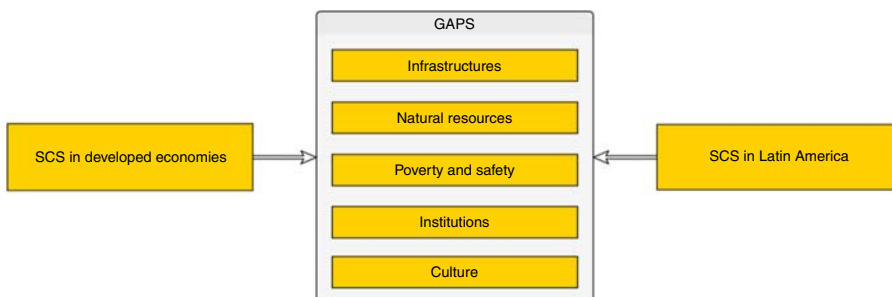 GAPS
Infrastructures
Natural resources
SCS in developed economies
Poverty and safety
SCS in Latin America
Institutions
Culture